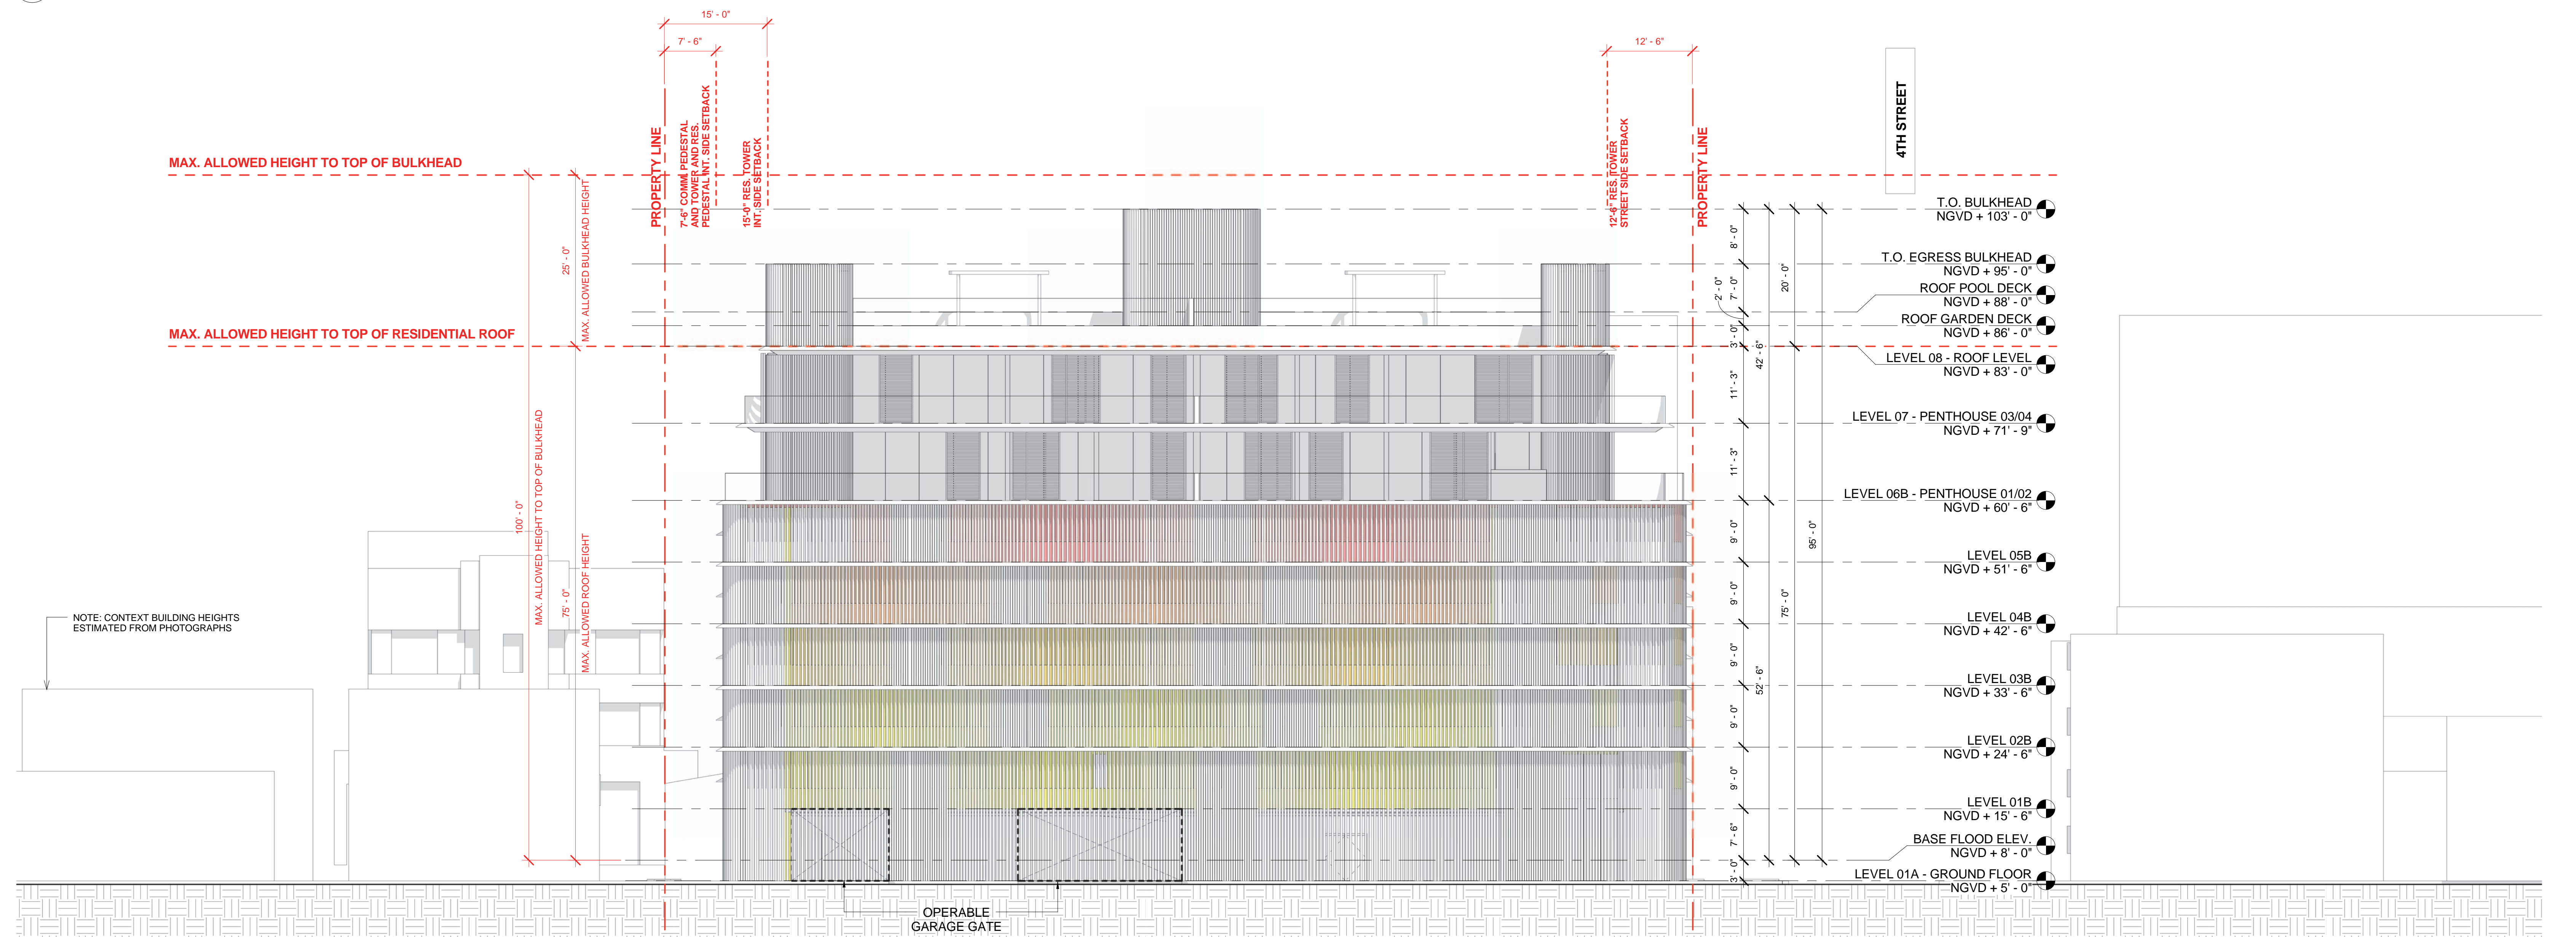 15' - 0"
7' - 6"
12' - 6"
PROPERTY LINE
7'-6" COMM. PEDESTAL
AND TOWER AND RES.
PEDESTAL INT. SIDE SETBACK
15'-0" RES. TOWER
INT. SIDE SETBACK
12'-6" RES. TOWER
STREET SIDE SETBACK
PROPERTY LINE
4TH STREET
MAX. ALLOWED HEIGHT TO TOP OF BULKHEAD
25' - 0"
MAX. ALLOWED BULKHEAD HEIGHT
MAX. ALLOWED HEIGHT TO TOP OF RESIDENTIAL ROOF
100' - 0"
MAX. ALLOWED HEIGHT TO TOP OF BULKHEAD
75' - 0"
MAX. ALLOWED ROOF HEIGHT
NOTE: CONTEXT BUILDING HEIGHTS
ESTIMATED FROM PHOTOGRAPHS
8' - 0"
7' - 0"
2' - 0"
3' - 0"
11' - 3"
11' - 3"
9' - 0"
9' - 0"
9' - 0"
9' - 0"
9' - 0"
7' - 6"
3' - 0"
42' - 6"
52' - 6"
20' - 0"
75' - 0"
95' - 0"
T.O. BULKHEAD
NGVD + 103' - 0"
T.O. EGRESS BULKHEAD
NGVD + 95' - 0"
ROOF POOL DECK
NGVD + 88' - 0"
ROOF GARDEN DECK
NGVD + 86' - 0"
LEVEL 08 - ROOF LEVEL
NGVD + 83' - 0"
LEVEL 07 - PENTHOUSE 03/04
NGVD + 71' - 9"
LEVEL 06B - PENTHOUSE 01/02
NGVD + 60' - 6"
LEVEL 05B
NGVD + 51' - 6"
LEVEL 04B
NGVD + 42' - 6"
LEVEL 03B
NGVD + 33' - 6"
LEVEL 02B
NGVD + 24' - 6"
LEVEL 01B
NGVD + 15' - 6"
BASE FLOOD ELEV.
NGVD + 8' - 0"
LEVEL 01A - GROUND FLOOR
NGVD + 5' - 0"
OPERABLE
GARAGE GATE